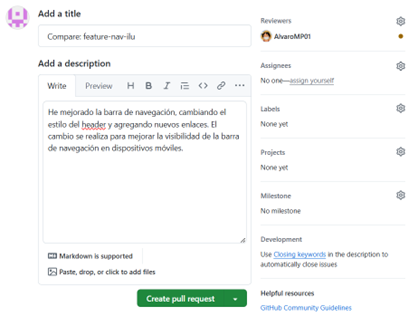 Add a title
Compare: feature-nav-ilu
Add a description
Write
Preview
He mejorado la barra de navegación, cambiando el
estilo del header y agregando nuevos enlaces. El
cambio se realiza para mejorar la visibilidad de la barra
de navegación en dispositivos móviles.
Markdown is supported
Paste, drop, or click to add files
Create pull request
Reviewers
AlvaroMP01
Assignees
No one—assign yourself
Labels
None yet
Projects
None yet
Milestone
No milestone
Development
Use Closing keywords in the description to
automatically close issues
Helpful resources
GitHub Community Guidelines